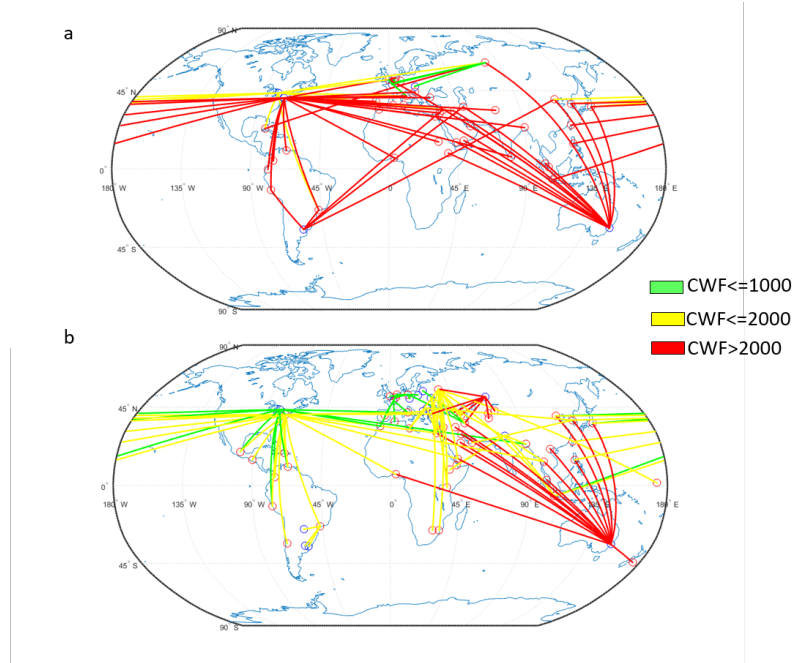 a
90° N
45° N
0°
180° W
135° W
90° W
45° W
0°
45° E
90° E
135° E
180° E
45° S
90° S
CWF<=1000
CWF<=2000
CWF>2000
b
90° N
45° N
0°
180° W
135° W
90° W
45° W
0°
45° E
90° E
135° E
180° E
45° S
90° S